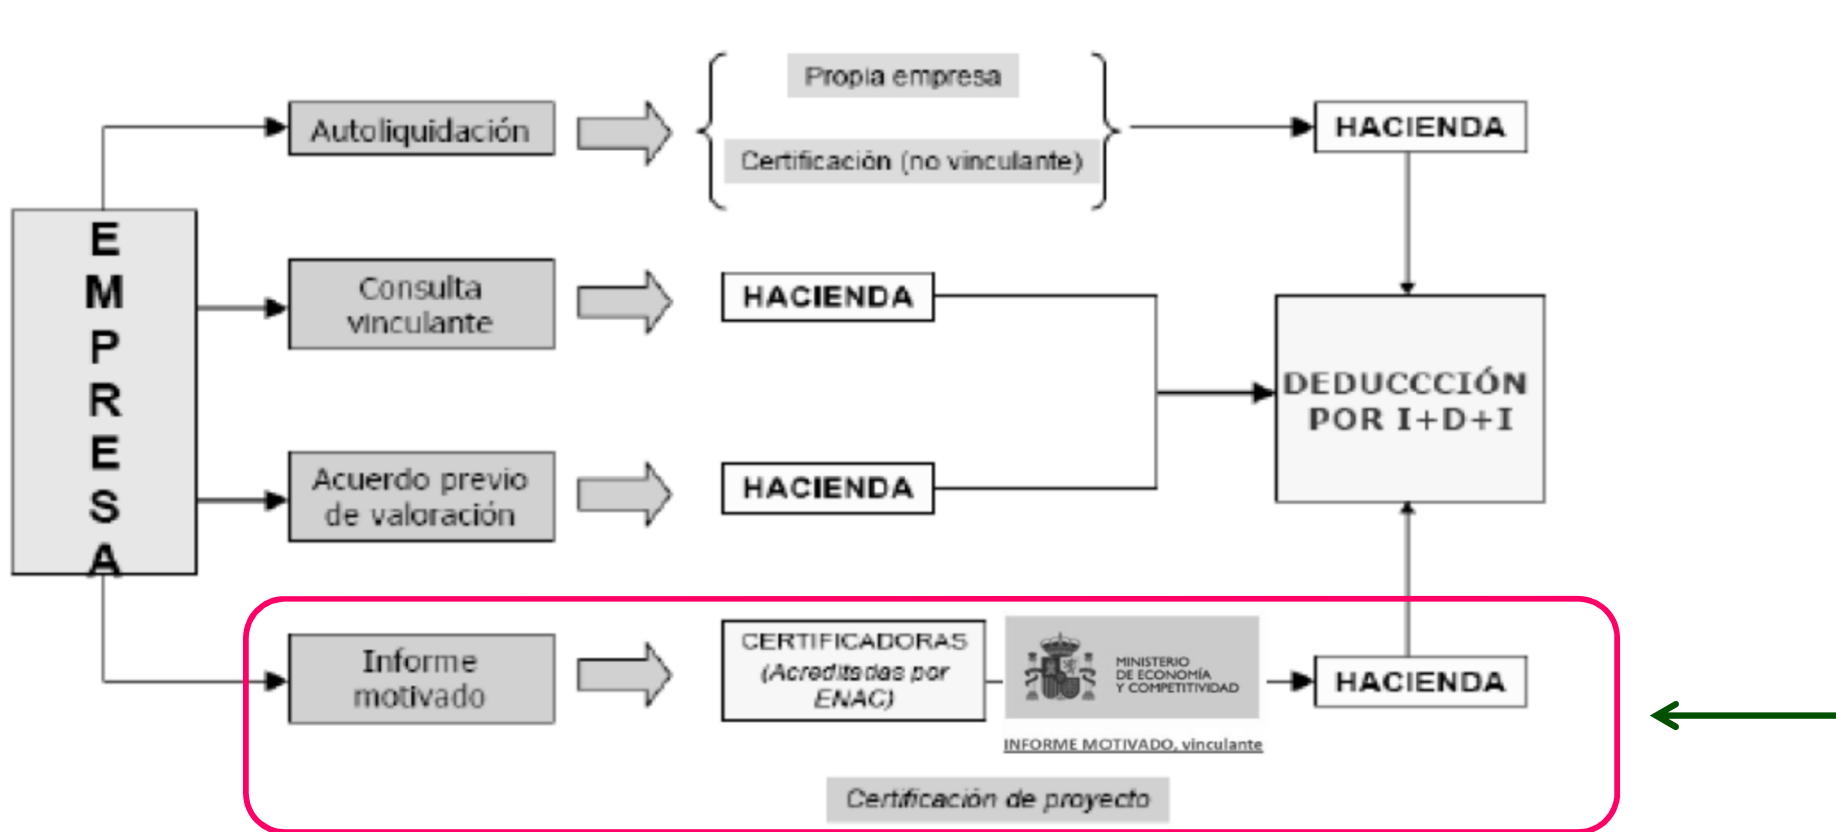 Propia empresa
Autoliquidación
HACIENDA
Certificación (no vinculante)
E
M
P
R
E
S
A
Consulta
vinculante
HACIENDA
DEDUCCCIÓN
POR I+D+I
Acuerdo previo
de valoración
HACIENDA
Informe
motivado
CERTIFICADORAS
(Acreditadas por
ENAC)
MINISTERIO
DE ECONOMÍA
Y COMPETITIVIDAD
HACIENDA
INFORME MOTIVADO, vinculante
Certificación de proyecto